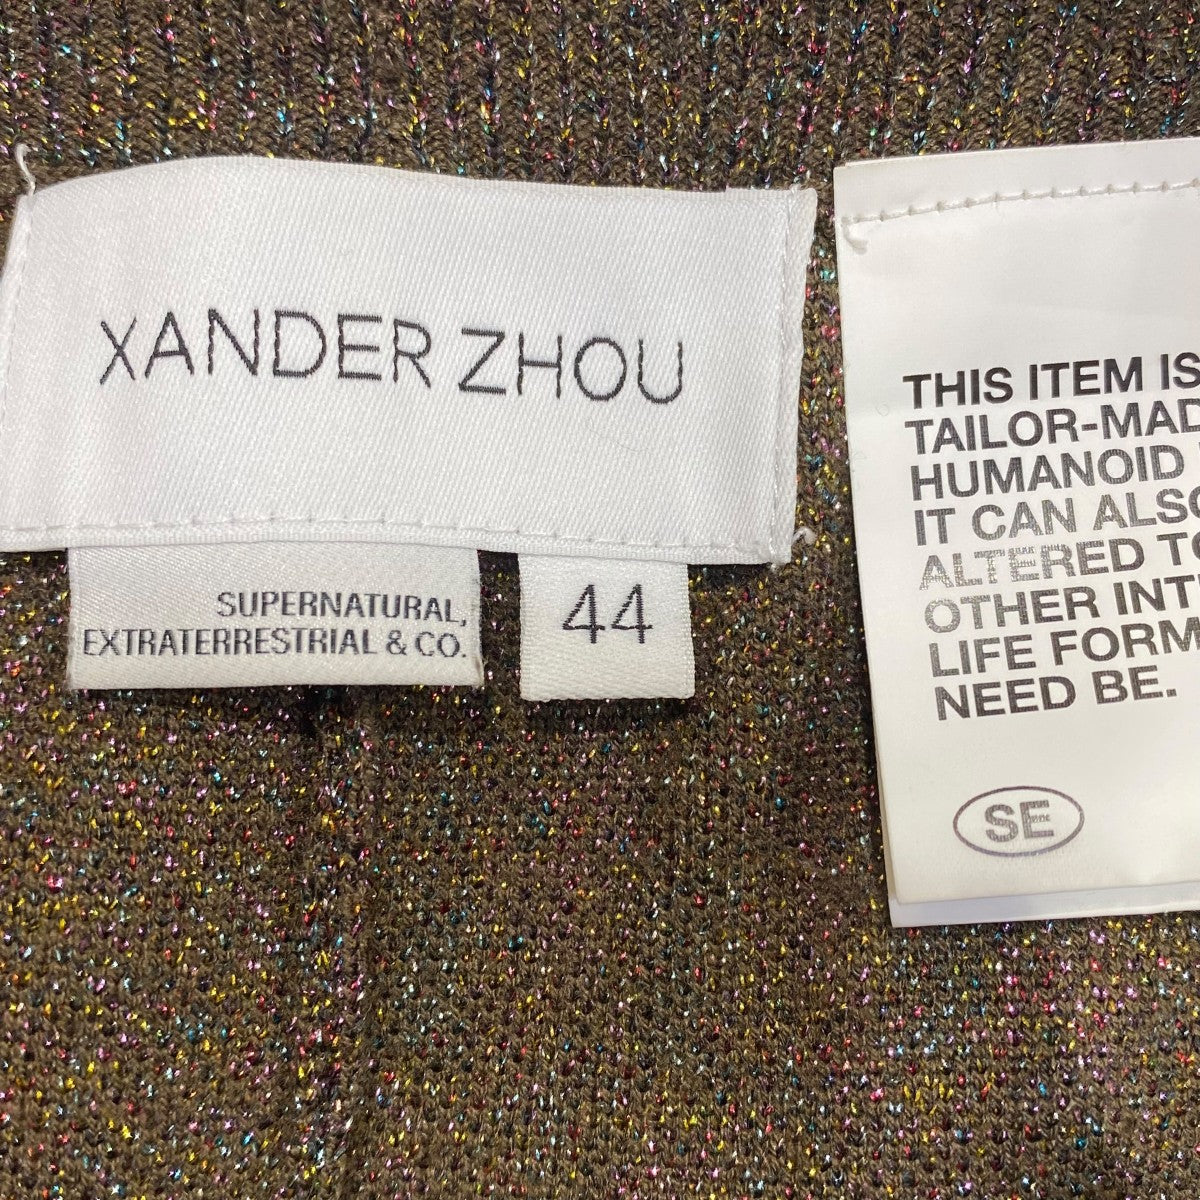 XANDER ZHOU
SUPERNATURAL,
EXTRATERRESTRIAL & CO.
44
THIS ITEM IS
TAILOR-MAD
HUMANOID
IT CAN ALSO
ALTERED TO
OTHER INT
LIFE FORM
NEED BE.
SE